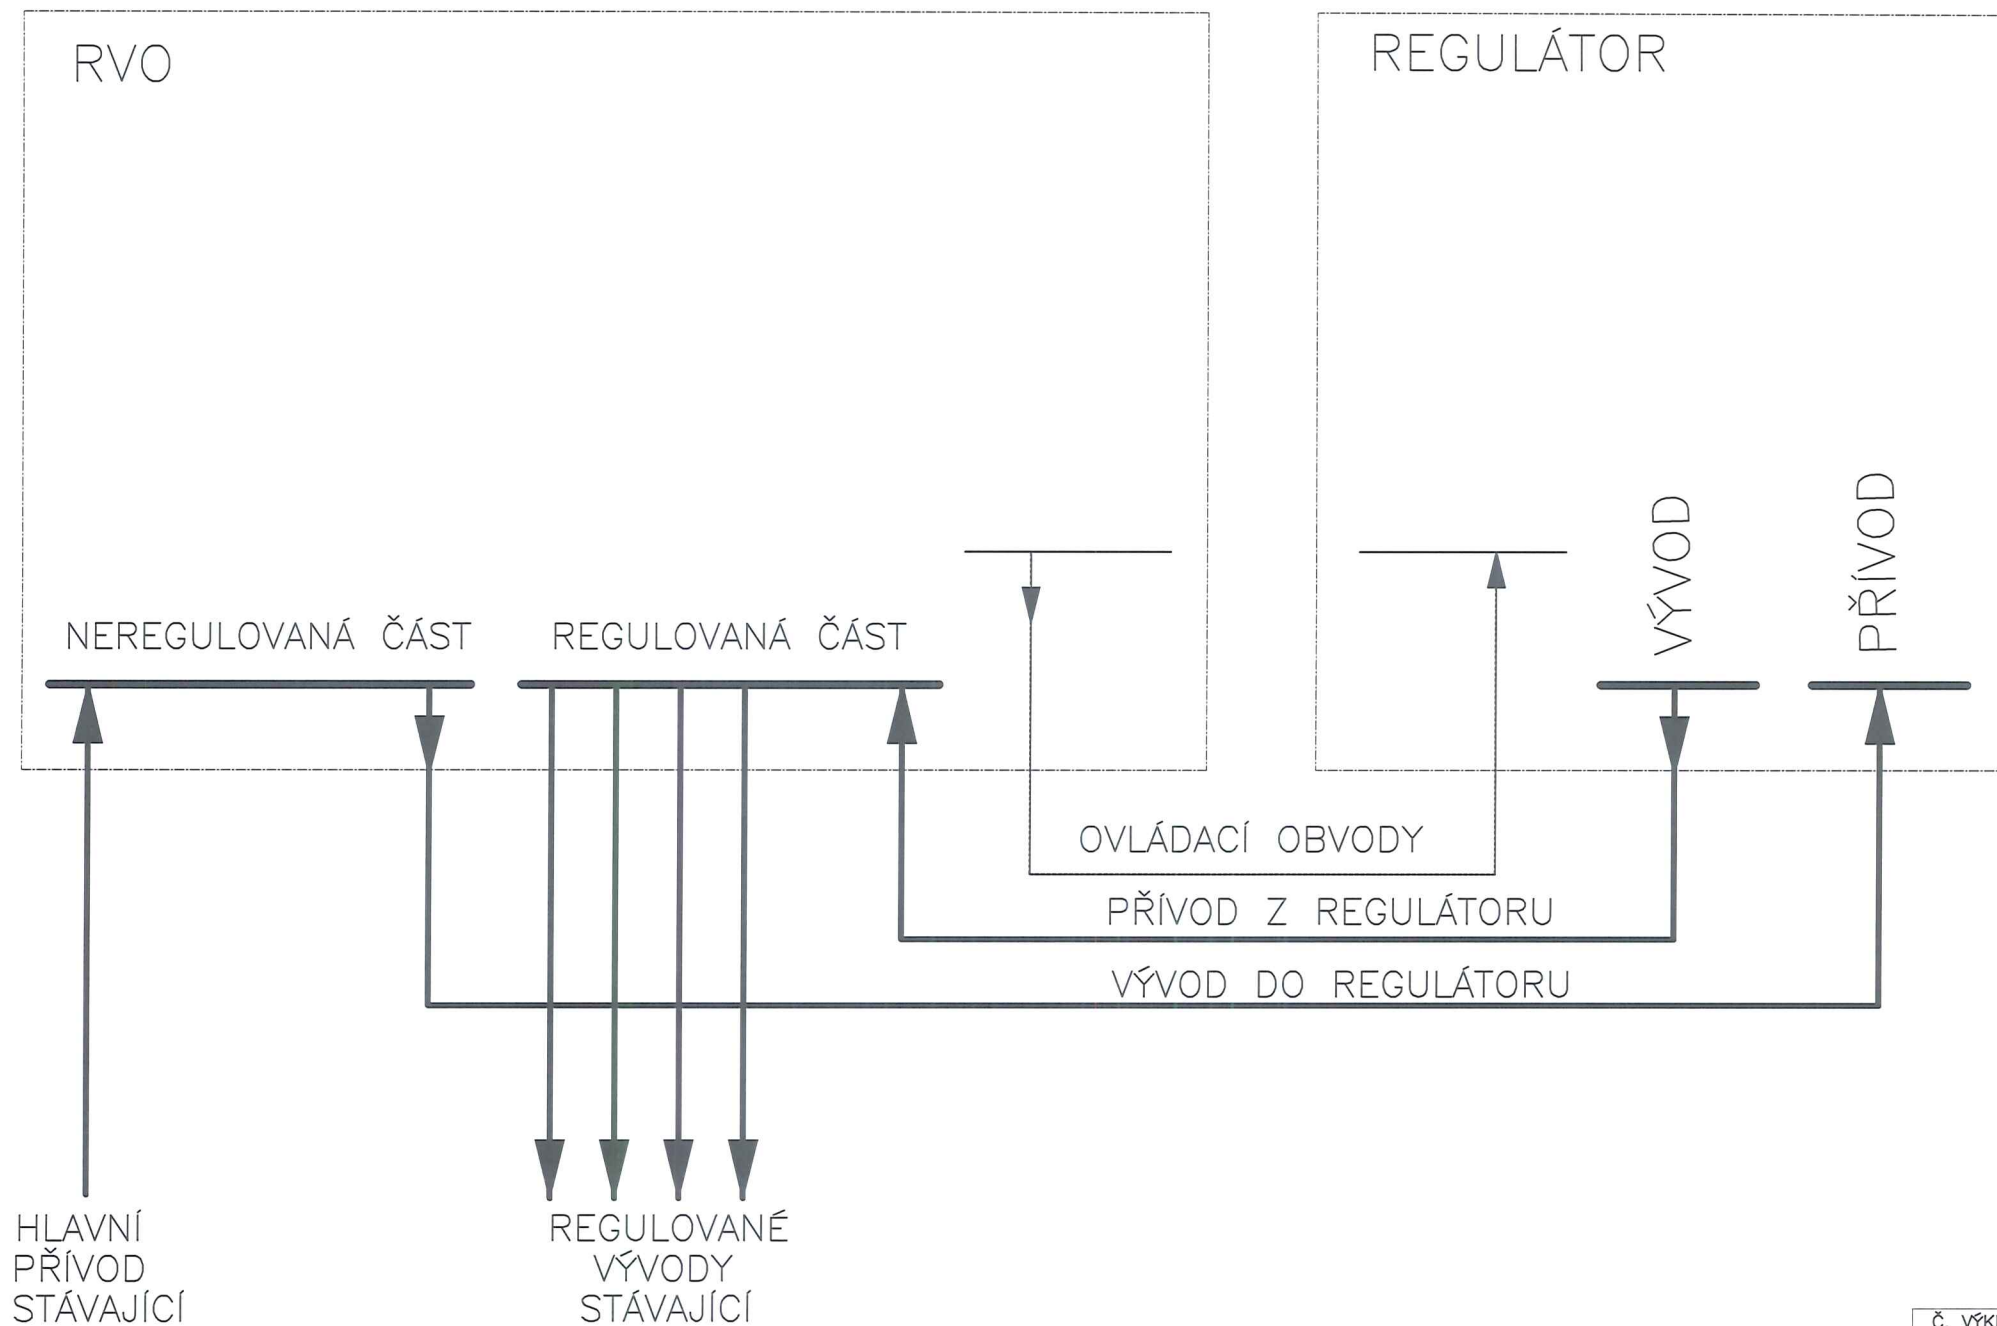 RVO
REGULÁTOR
VÝVOD
PŘÍVOD
NEREGULOVANÁ ČÁST
REGULOVANÁ ČÁST
OVLÁDACÍ OBVODY
PŘÍVOD Z REGULÁTORU
VÝVOD DO REGULÁTORU
HLAVNÍ
PŘÍVOD
STÁVAJÍCÍ
REGULOVANÉ
VÝVODY
STÁVAJÍCÍ
Č.